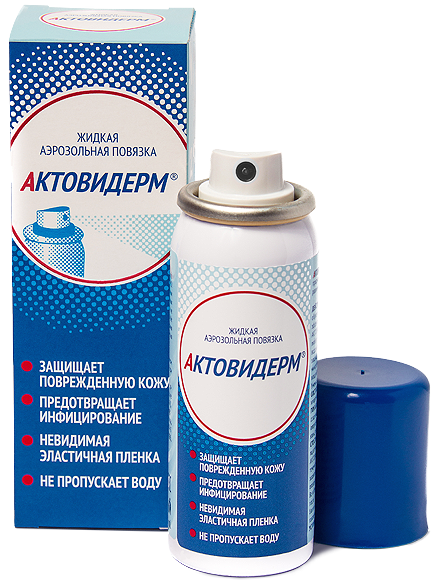 ЖИДКАЯ
АЭРОЗОЛЬНАЯ ПОВЯЗКА
АКТОВИДЕРМ®
ЗАЩИЩАЕТ
ПОВРЕЖДЕННУЮ КОЖУ
ПРЕДОТВРАЩАЕТ
ИНФИЦИРОВАНИЕ
НЕВИДИМАЯ
ЭЛАСТИЧНАЯ ПЛЕНКА
НЕ ПРОПУСКАЕТ ВОДУ
ЖИДКАЯ
АЭРОЗОЛЬНАЯ ПОВЯЗКА
АКТОВИДЕРМ®
ЗАЩИЩАЕТ
ПОВРЕЖДЕННУЮ КОЖУ
ПРЕДОТВРАЩАЕТ
ИНФИЦИРОВАНИЕ
НЕВИДИМАЯ
ЭЛАСТИЧНАЯ ПЛЕНКА
НЕ ПРОПУСКАЕТ ВОДУ